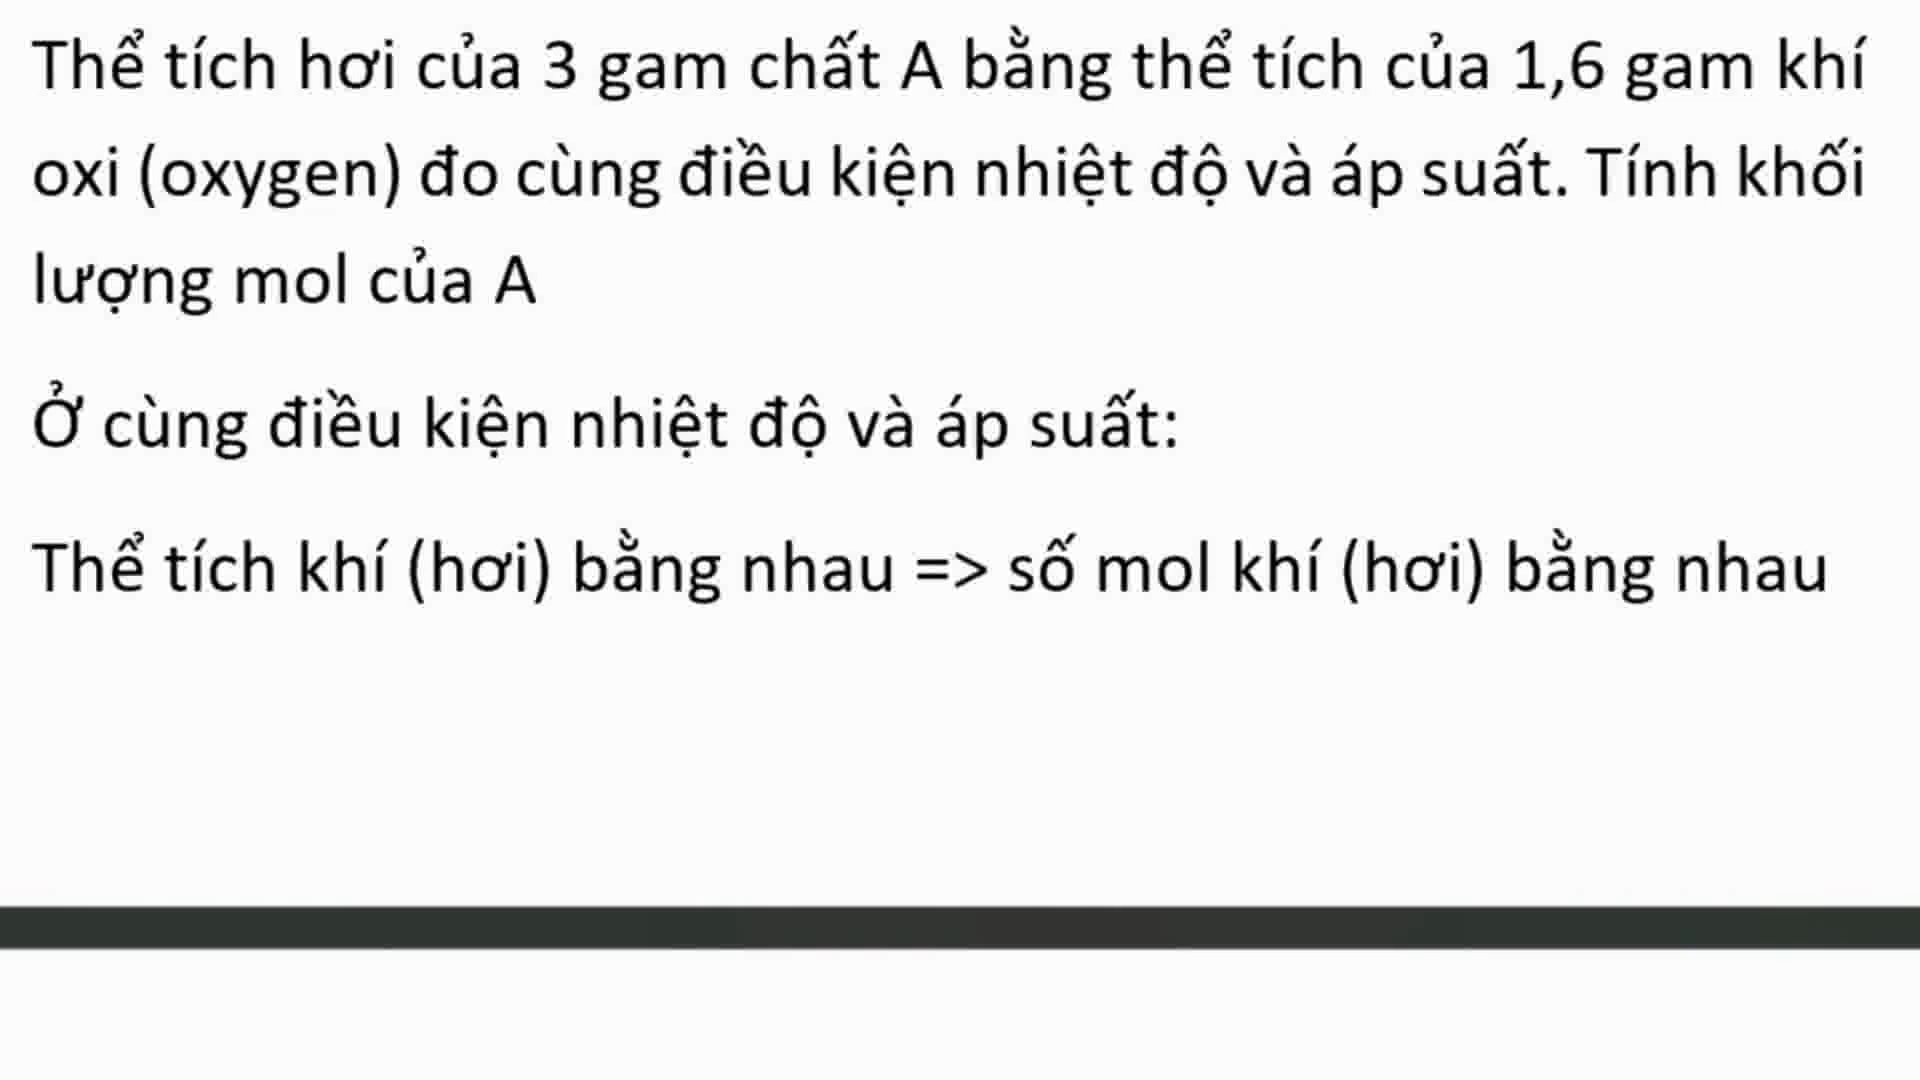 Thể tích hơi của 3 gam chất A bằng thể tích của 1,6 gam khí
oxi (oxygen) đo cùng điều kiện nhiệt độ và áp suất. Tính khối
lượng mol của A
Ở cùng điều kiện nhiệt độ và áp suất:
Thể tích khí (hơi) bằng nhau => số mol khí (hơi) bằng nhau